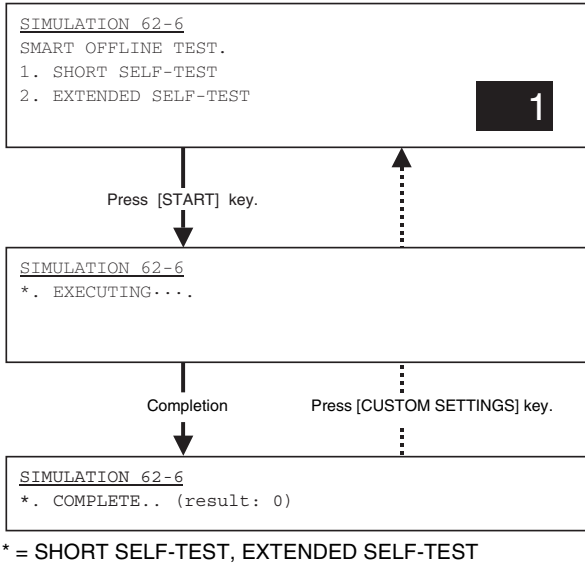 SIMULATION 62-6
SMART OFFLINE TEST.
1. SHORT SELF-TEST
2. EXTENDED SELF-TEST
1
Press [START] key.
SIMULATION 62-6
*. EXECUTING···.
Completion
Press [CUSTOM SETTINGS] key.
SIMULATION 62-6
*. COMPLETE.. (result: 0)
* = SHORT SELF-TEST, EXTENDED SELF-TEST